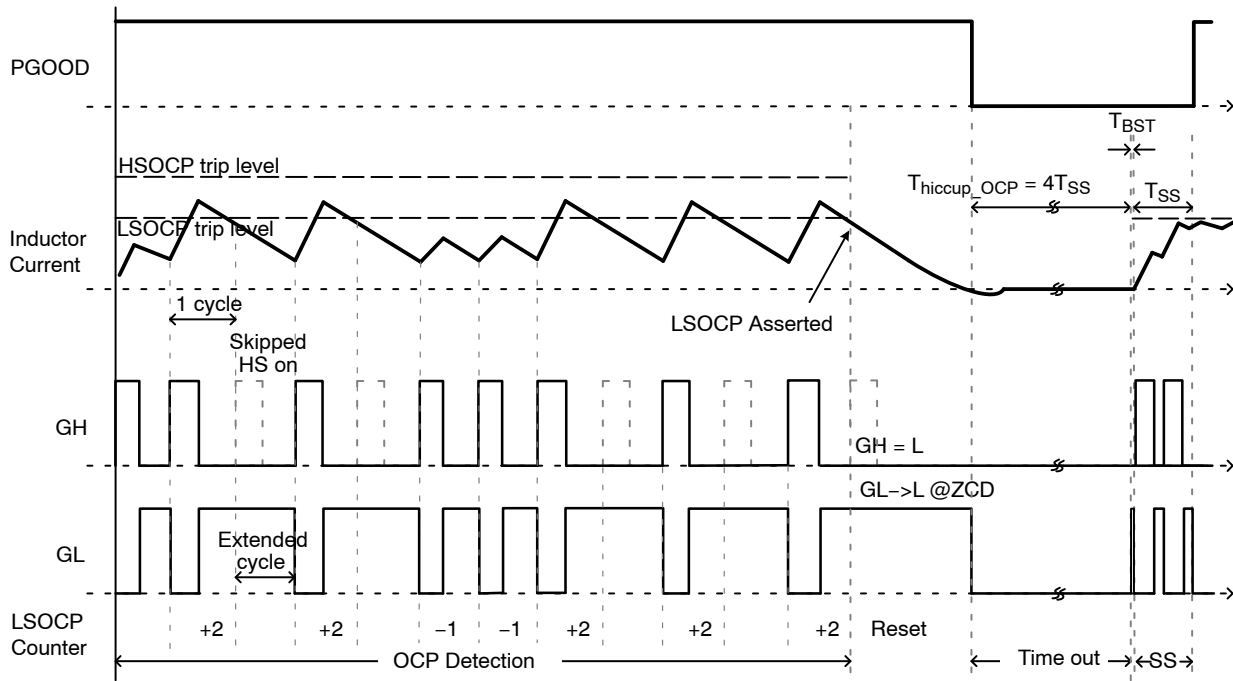 PGOOD
T_BST
HSOCP trip level
T_hiccup_OCP = 4T_SS
T_SS
LSOCP trip level
Inductor
Current
1 cycle
LSOCP Asserted
Skipped
HS on
GH
GH = L
GL−>L @ZCD
Extended
cycle
GL
LSOCP
Counter
+2
+2
−1
−1
+2
+2
+2
Reset
OCP Detection
Time out
SS